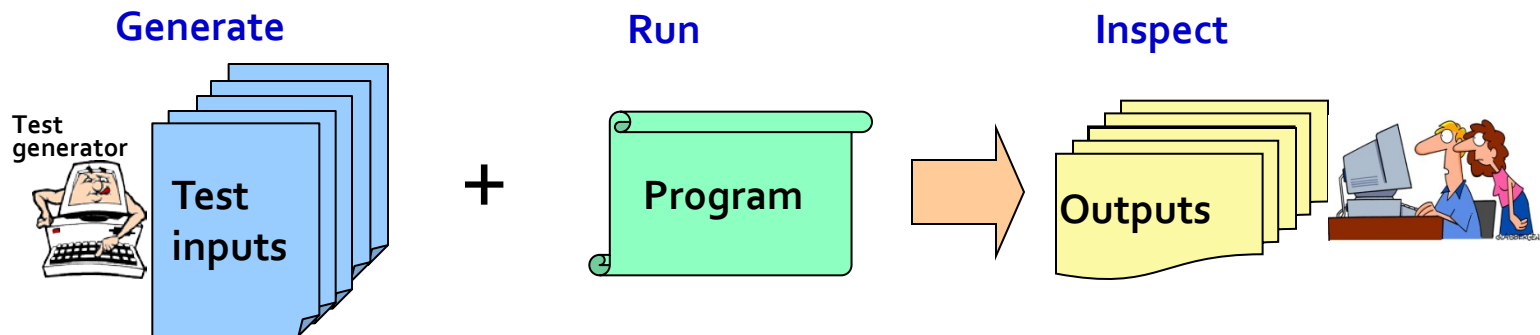 Generate
Run
Inspect
Test
generator
Test
inputs
+
Program
Outputs